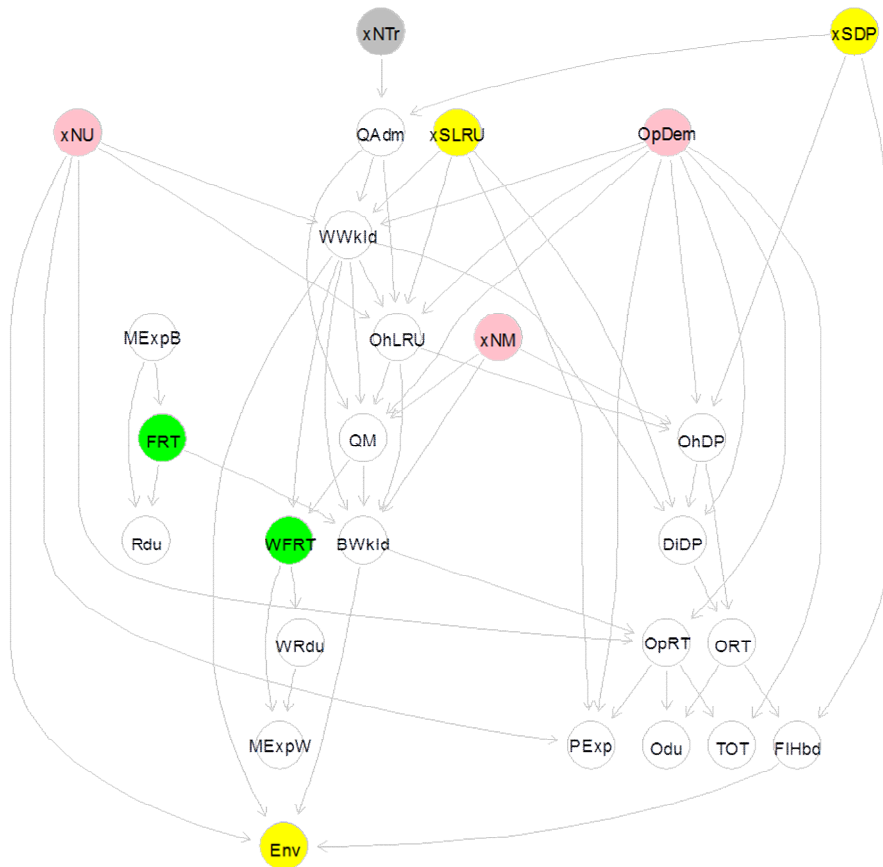 xNTr
xSDP
xNU
QAdm
xSLRU
OpDem
WWkld
MExpB
OhLRU
xNM
FRT
QM
OhDP
Rdu
WFRT
BWkld
DiDP
WRdu
OpRT
ORT
MExpW
PExp
Odu
TOT
FlHbd
Env